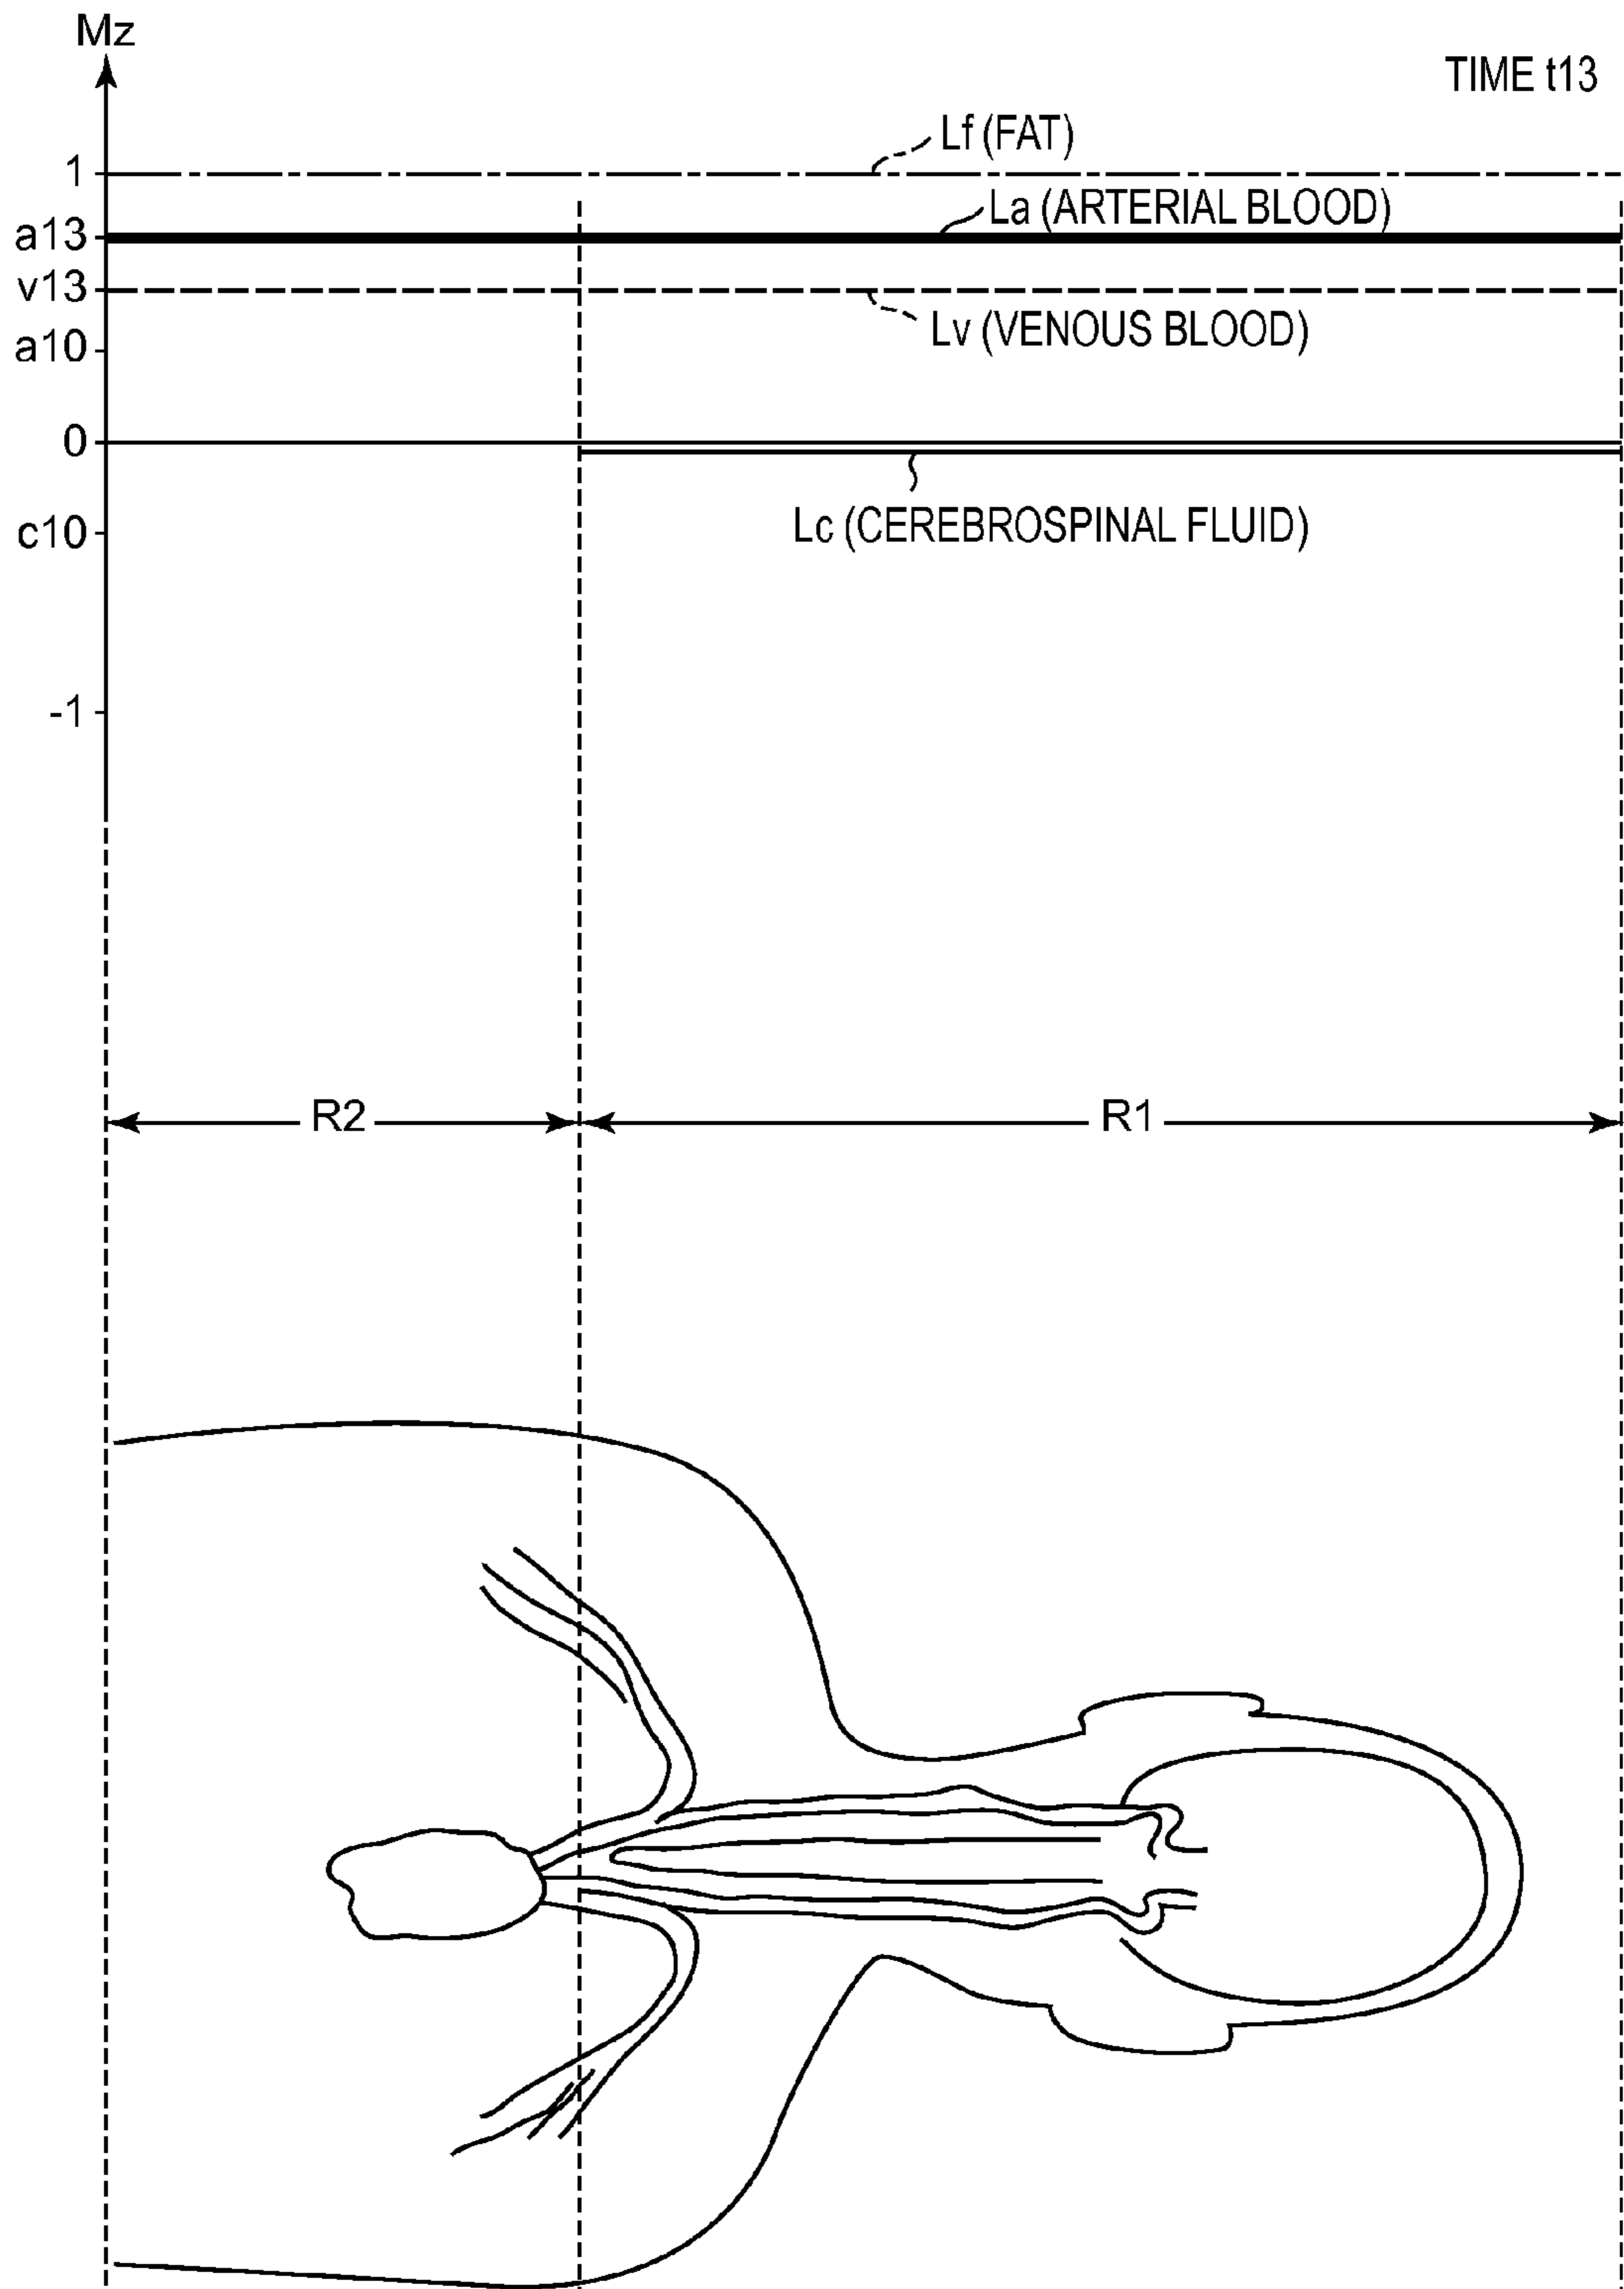 Mz
TIME t13
Lf (FAT)
1
La (ARTERIAL BLOOD)
a13
v13
Lv (VENOUS BLOOD)
a10
0
Lc (CEREBROSPINAL FLUID)
c10
-1
R2
R1